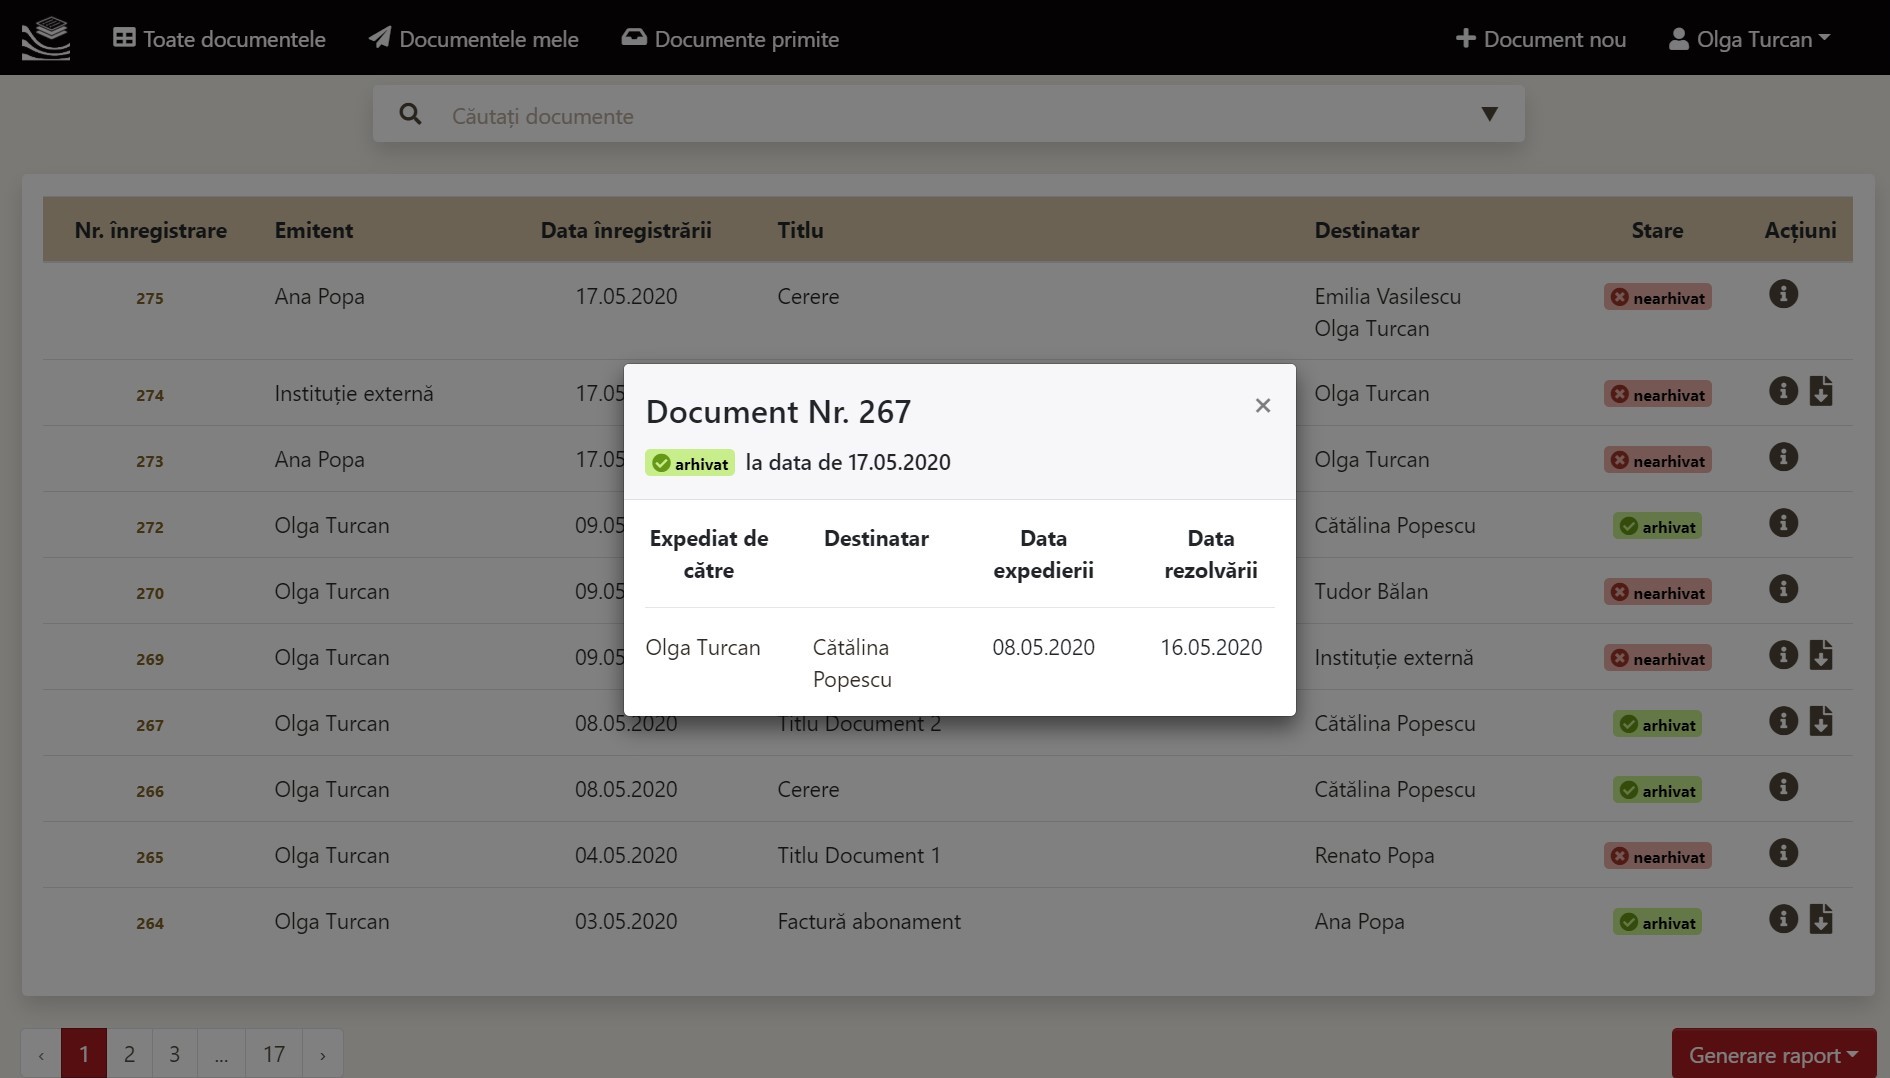 Toate documentele Documentele mele Documente primite Document nou Olga Turcan
Căutați documente
Nr. înregistrare Emitent Data înregistrării Titlu Destinatar Stare Acțiuni
275 Ana Popa 17.05.2020 Cerere Emilia Vasilescu nearhivat
Olga Turcan
274 Instituție externă 17.05 Olga Turcan nearhivat
273 Ana Popa 17.05 Olga Turcan nearhivat
272 Olga Turcan 09.05 Cătălina Popescu arhivat
270 Olga Turcan 09.05 Tudor Bălan nearhivat
269 Olga Turcan 09.05 Instituție externă nearhivat
267 Olga Turcan 08.05.2020 Titlu Document 2 Cătălina Popescu arhivat
266 Olga Turcan 08.05.2020 Cerere Cătălina Popescu arhivat
265 Olga Turcan 04.05.2020 Titlu Document 1 Renato Popa nearhivat
264 Olga Turcan 03.05.2020 Factură abonament Ana Popa arhivat
Document Nr. 267 ×
arhivat la data de 17.05.2020
Expediat de Destinatar Data Data
către expedierii rezolvării
Olga Turcan Cătălina 08.05.2020 16.05.2020
Popescu
‹ 1 2 3 ... 17 › Generare raport